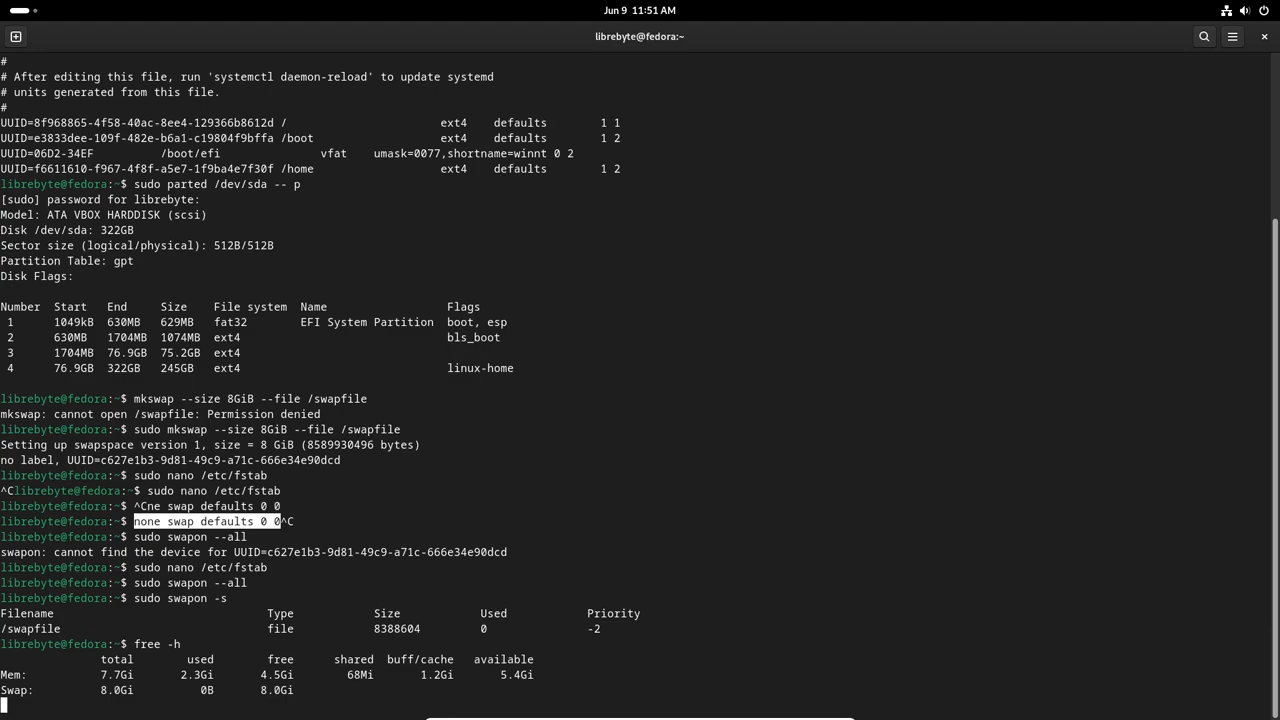 Jun 9 11:51 AM
librebyte@fedora:~
#
# After editing this file, run 'systemctl daemon-reload' to update systemd
# units generated from this file.
#
UUID=8f968865-4f58-40ac-8ee4-129366b8612d / ext4 defaults 1 1
UUID=e3833dee-109f-482e-b6a1-c19804f9bffa /boot ext4 defaults 1 2
UUID=06D2-34EF /boot/efi vfat umask=0077,shortname=winnt 0 2
UUID=f6611610-f967-4f8f-a5e7-1f9ba4e7f30f /home ext4 defaults 1 2
librebyte@fedora:~$ sudo parted /dev/sda -- p
[sudo] password for librebyte:
Model: ATA VBOX HARDDISK (scsi)
Disk /dev/sda: 322GB
Sector size (logical/physical): 512B/512B
Partition Table: gpt
Disk Flags:
Number Start End Size File system Name Flags
1 1049kB 630MB 629MB fat32 EFI System Partition boot, esp
2 630MB 1704MB 1074MB ext4 bls_boot
3 1704MB 76.9GB 75.2GB ext4
4 76.9GB 322GB 245GB ext4 linux-home
librebyte@fedora:~$ mkswap --size 8GiB --file /swapfile
mkswap: cannot open /swapfile: Permission denied
librebyte@fedora:~$ sudo mkswap --size 8GiB --file /swapfile
Setting up swapspace version 1, size = 8 GiB (8589930496 bytes)
no label, UUID=c627e1b3-9d81-49c9-a71c-666e34e90dcd
librebyte@fedora:~$ sudo nano /etc/fstab
^Clibrebyte@fedora:~$ sudo nano /etc/fstab
librebyte@fedora:~$ ^Cne swap defaults 0 0
librebyte@fedora:~$ none swap defaults 0 0^C
librebyte@fedora:~$ sudo swapon --all
swapon: cannot find the device for UUID=c627e1b3-9d81-49c9-a71c-666e34e90dcd
librebyte@fedora:~$ sudo nano /etc/fstab
librebyte@fedora:~$ sudo swapon --all
librebyte@fedora:~$ sudo swapon -s
Filename Type Size Used Priority
/swapfile file 8388604 0 -2
librebyte@fedora:~$ free -h
total used free shared buff/cache available
Mem: 7.7Gi 2.3Gi 4.5Gi 68Mi 1.2Gi 5.4Gi
Swap: 8.0Gi 0B 8.0Gi